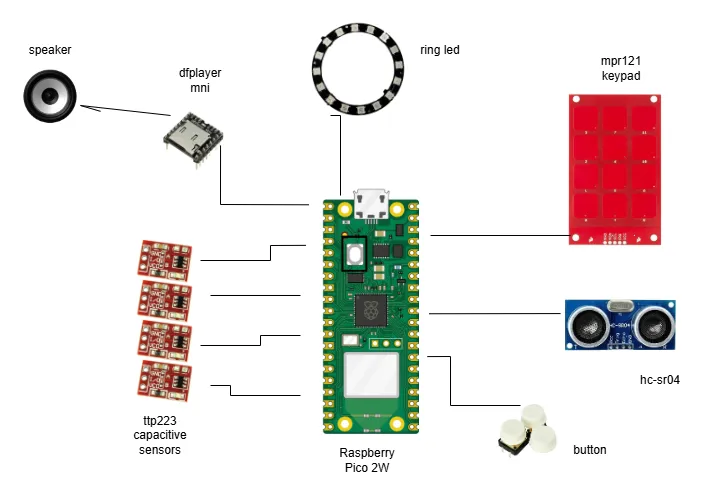 speaker
dfplayer
mni
ring led
mpr121
keypad
hc-sr04
ttp223
capacitive
sensors
Raspberry
Pico 2W
button